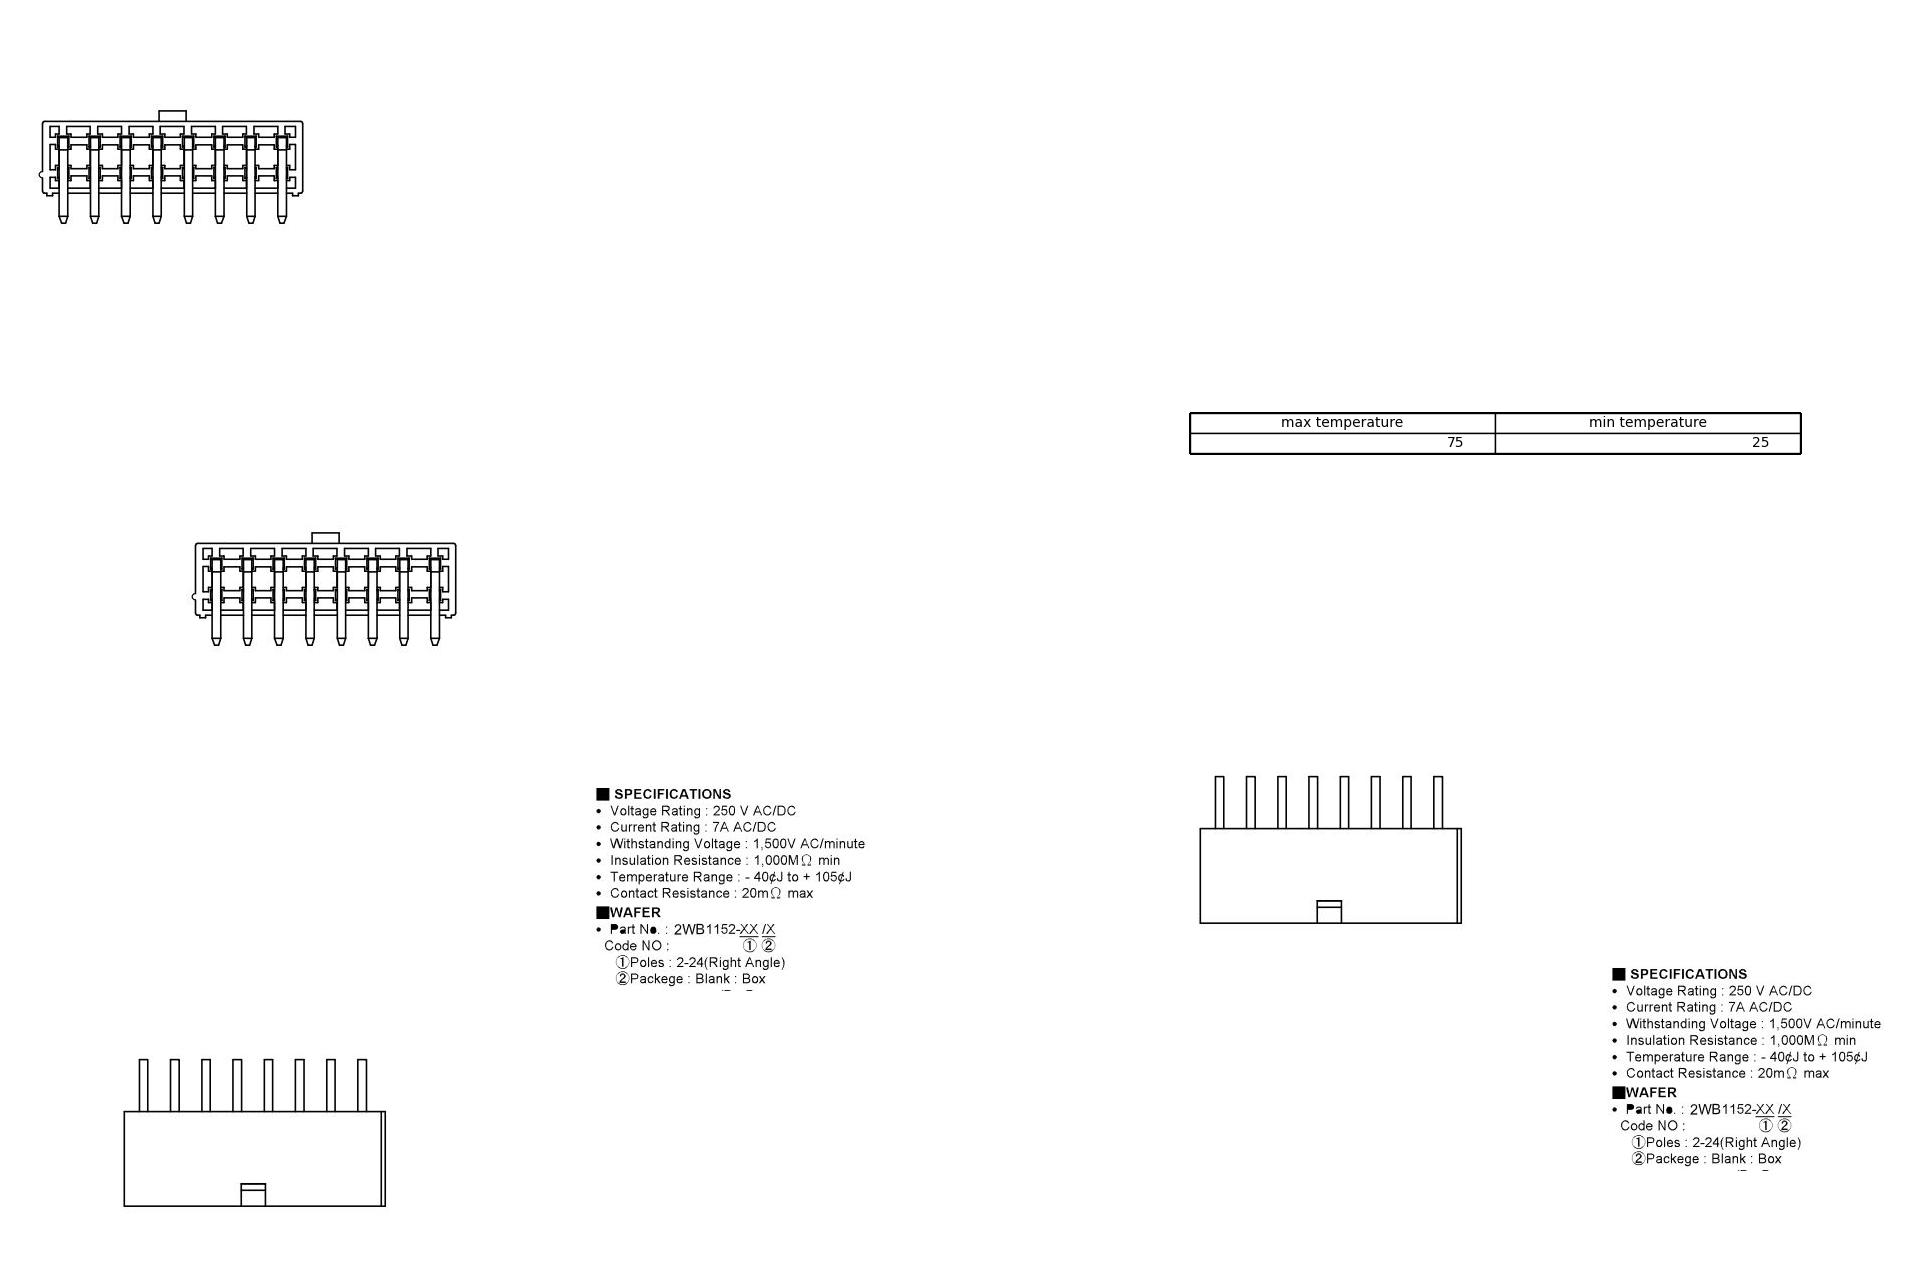 max temperature min temperature
75 25
■ SPECIFICATIONS
• Voltage Rating : 250 V AC/DC
• Current Rating : 7A AC/DC
• Withstanding Voltage : 1,500V AC/minute
• Insulation Resistance : 1,000MΩ min
• Temperature Range : - 40¢J to + 105¢J
• Contact Resistance : 20mΩ max
■WAFER
• Part No. : 2WB1152-XX /X
Code NO : ① ②
①Poles : 2-24(Right Angle)
②Packege : Blank : Box
■ SPECIFICATIONS
• Voltage Rating : 250 V AC/DC
• Current Rating : 7A AC/DC
• Withstanding Voltage : 1,500V AC/minute
• Insulation Resistance : 1,000MΩ min
• Temperature Range : - 40¢J to + 105¢J
• Contact Resistance : 20mΩ max
■WAFER
• Part No. : 2WB1152-XX /X
Code NO : ① ②
①Poles : 2-24(Right Angle)
②Packege : Blank : Box